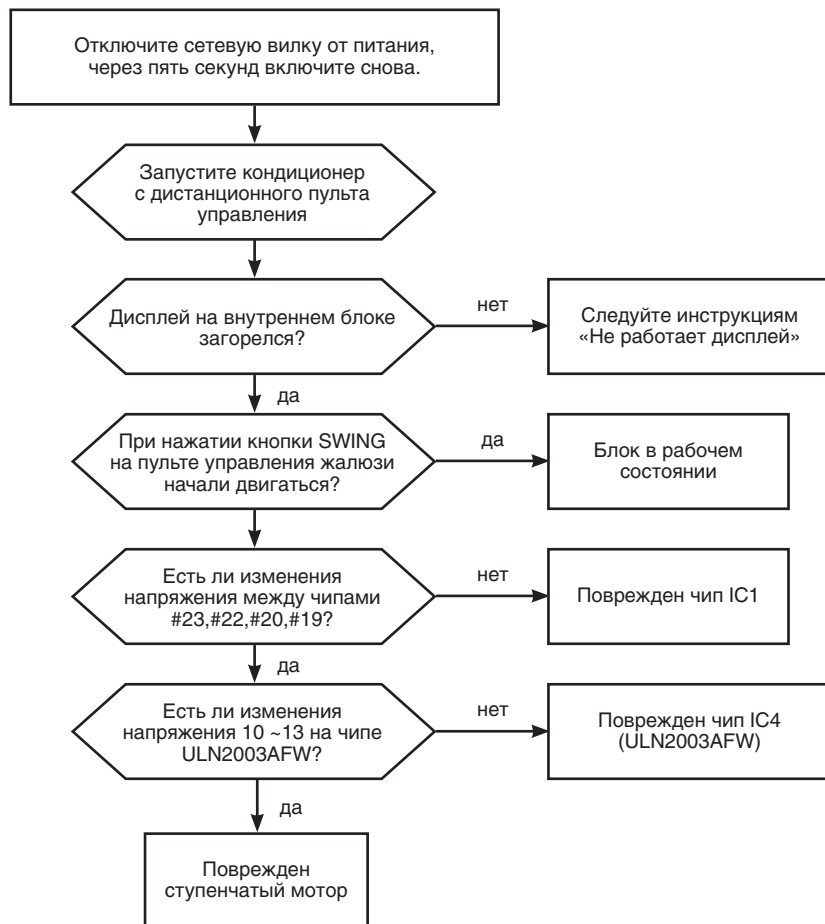 Отключите сетевую вилку от питания,
через пять секунд включите снова.
Запустите кондиционер
с дистанционного пульта
управления
Дисплей на внутреннем блоке
загорелся?
нет
Следуйте инструкциям
«Не работает дисплей»
да
При нажатии кнопки SWING
на пульте управления жалюзи
начали двигаться?
да
Блок в рабочем
состоянии
Есть ли изменения
напряжения между чипами
#23,#22,#20,#19?
нет
Поврежден чип IC1
да
Есть ли изменения
напряжения 10 ~13 на чипе
ULN2003AFW?
нет
Поврежден чип IC4
(ULN2003AFW)
да
Поврежден
ступенчатый мотор